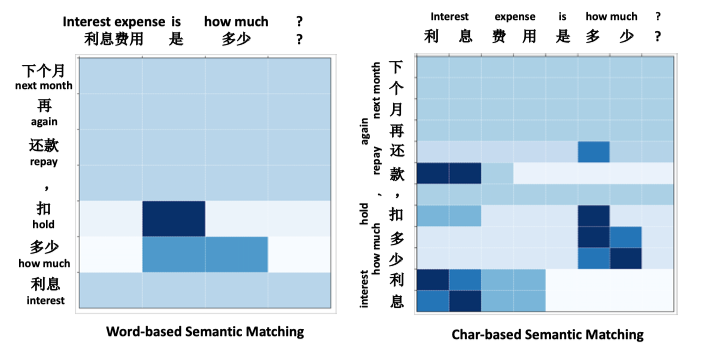 Interest expense is how much ?
利息费用 是 多少 ?
下个月
next month
再
again
还款
repay
，
扣
hold
多少
how much
利息
interest
Word-based Semantic Matching
Interest expense is how much ?
利 息 费 用 是 多 少 ?
next month
again
repay
,
hold
how much
interest
下
个
月
再
还
款
，
扣
多
少
利
息
Char-based Semantic Matching